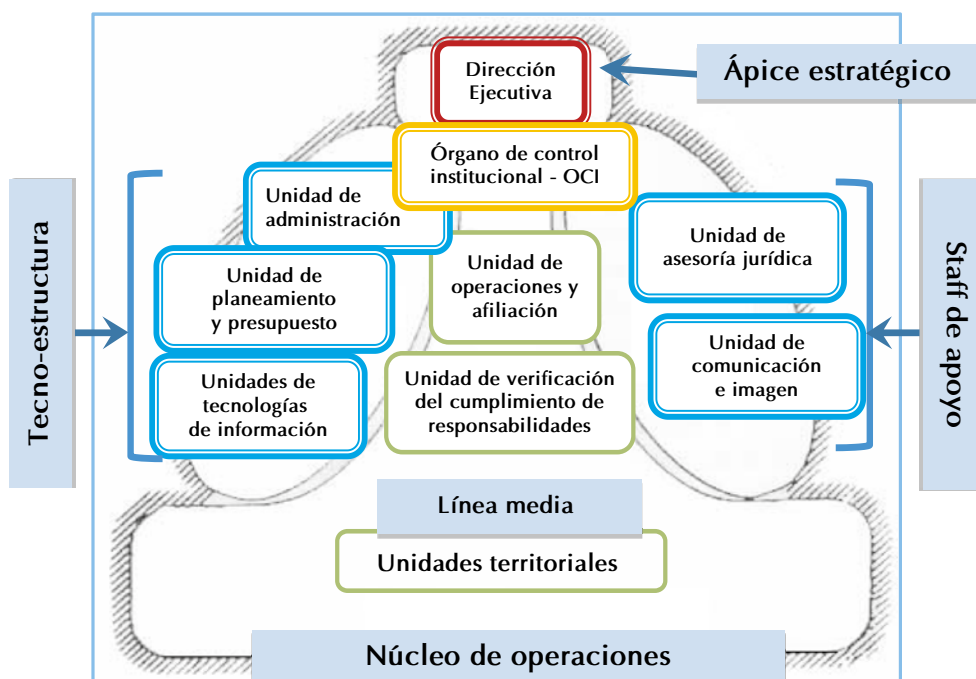 Dirección
Ejecutiva
Ápice estratégico
Órgano de control
institucional - OCI
Unidad de
administración
Unidad de
planeamiento
y presupuesto
Unidades de
tecnologías
de información
Tecno-estructura
Unidad de
operaciones y
afiliación
Unidad de verificación
del cumplimiento de
responsabilidades
Unidad de
asesoría jurídica
Unidad de
comunicación
e imagen
Staff de apoyo
Línea media
Unidades territoriales
Núcleo de operaciones